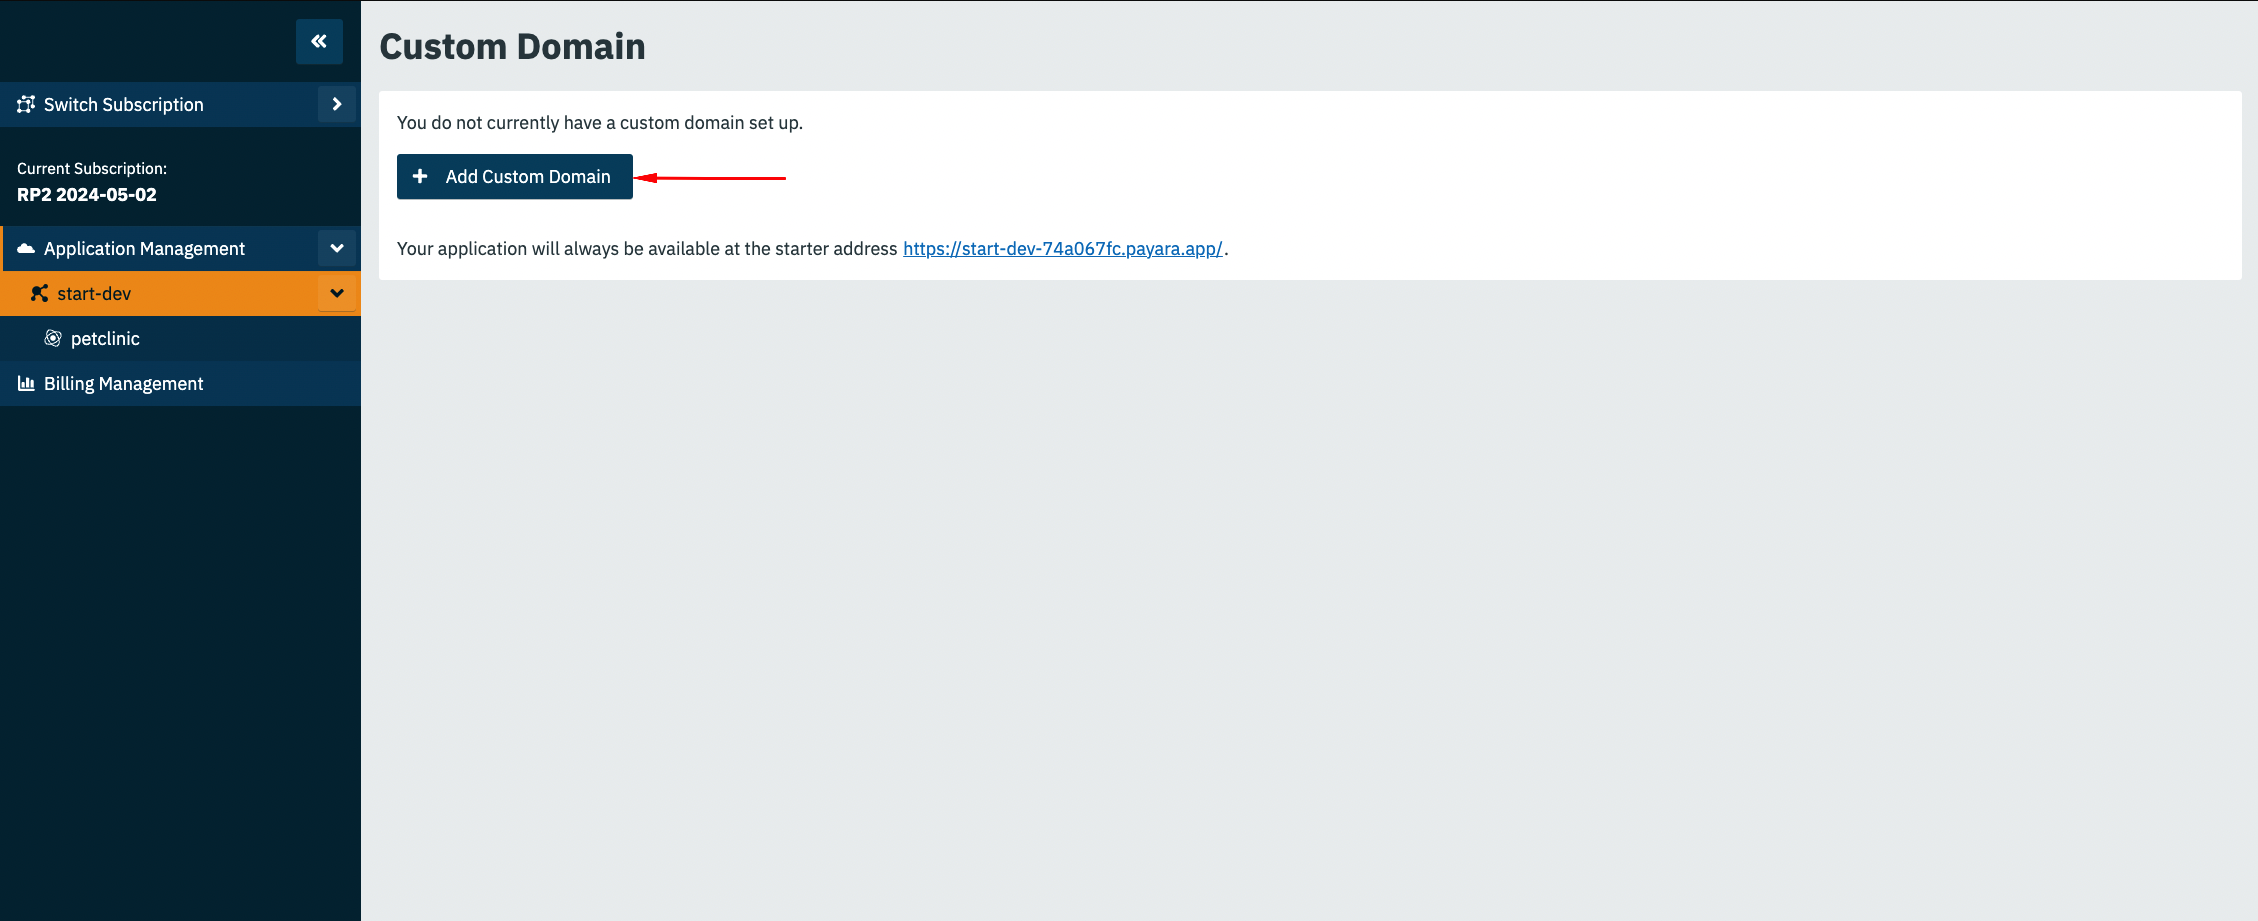 Custom Domain
Switch Subscription
You do not currently have a custom domain set up.
Current Subscription:
RP2 2024-05-02
Add Custom Domain
Application Management
Your application will always be available at the starter address https://start-dev-74a067fc.payara.app/.
start-dev
petclinic
Billing Management